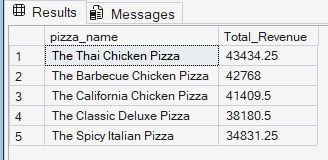 Results Messages
pizza_name Total_Revenue
1 The Thai Chicken Pizza 43434.25
2 The Barbecue Chicken Pizza 42768
3 The California Chicken Pizza 41409.5
4 The Classic Deluxe Pizza 38180.5
5 The Spicy Italian Pizza 34831.25